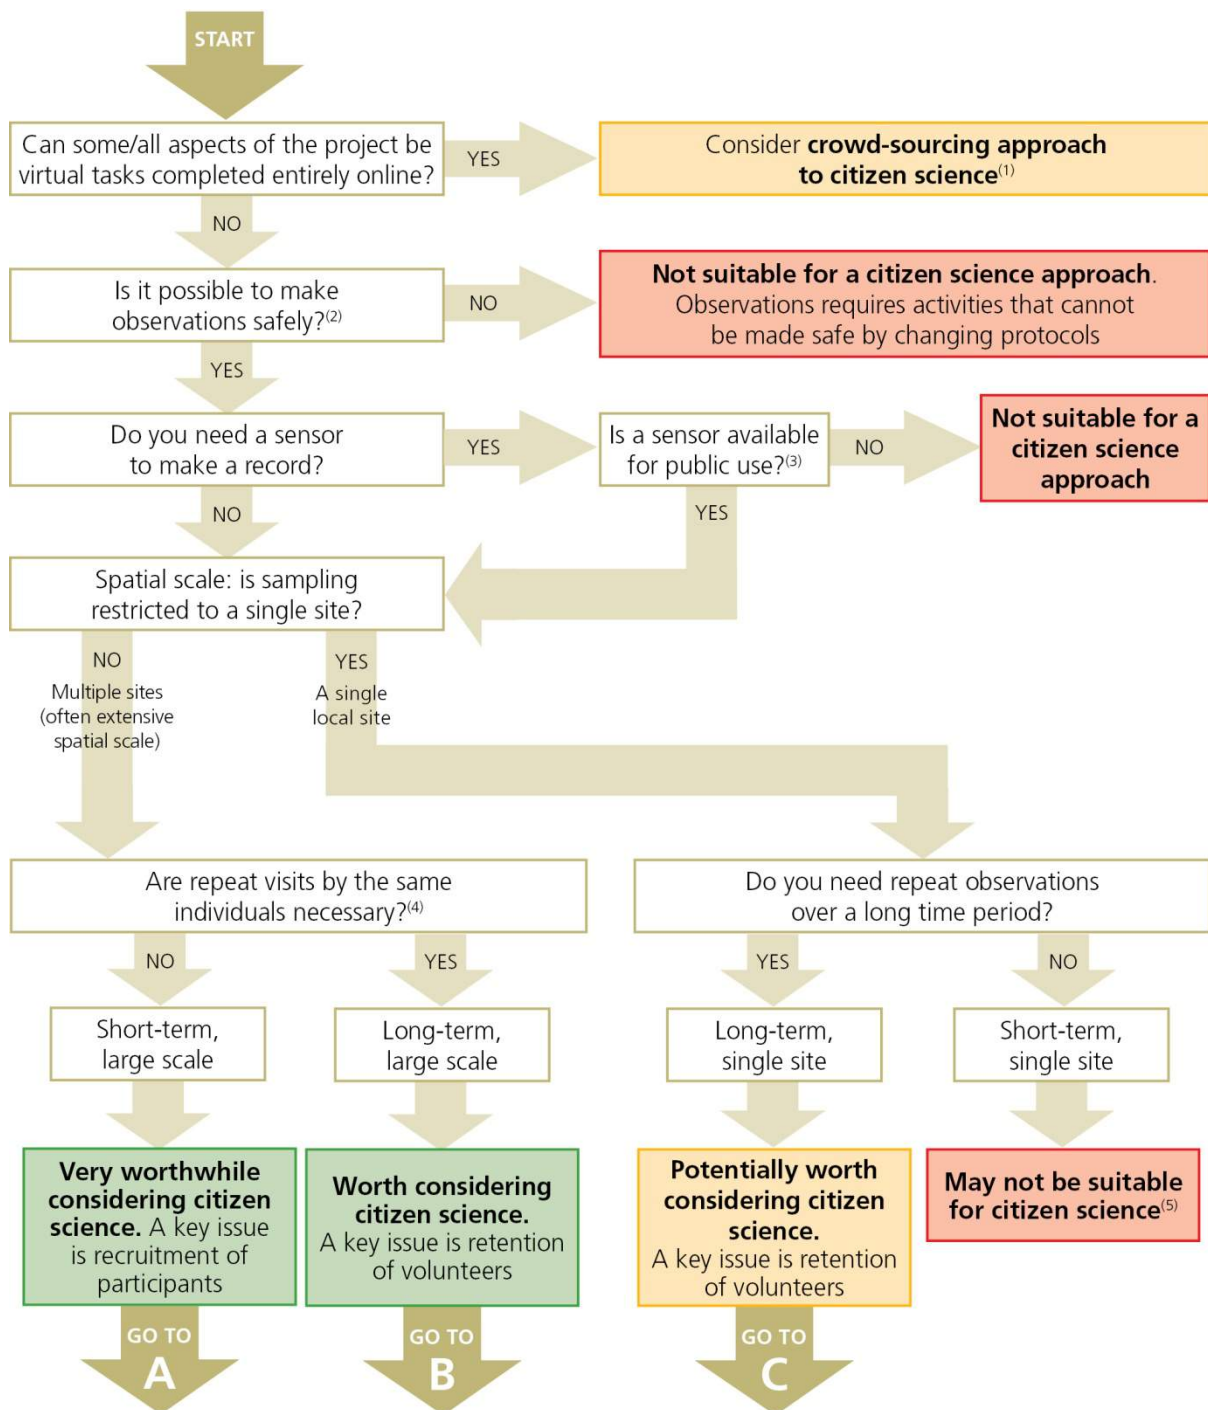 START
Can some/all aspects of the project be
virtual tasks completed entirely online?
YES
Consider crowd-sourcing approach
to citizen science(1)
NO
Is it possible to make
observations safely?(2)
NO
Not suitable for a citizen science approach.
Observations requires activities that cannot
be made safe by changing protocols
YES
Do you need a sensor
to make a record?
YES
Is a sensor available
for public use?(3)
NO
Not suitable for a
citizen science
approach
NO
YES
Spatial scale: is sampling
restricted to a single site?
NO
Multiple sites
(often extensive
spatial scale)
YES
A single
local site
Are repeat visits by the same
individuals necessary?(4)
Do you need repeat observations
over a long time period?
NO
YES
YES
NO
Short-term,
large scale
Long-term,
large scale
Long-term,
single site
Short-term,
single site
Very worthwhile
considering citizen
science. A key issue
is recruitment of
participants
Worth considering
citizen science.
A key issue is retention
of volunteers
Potentially worth
considering citizen
science.
A key issue is retention
of volunteers
May not be suitable
for citizen science(5)
GO TO
A
GO TO
B
GO TO
C